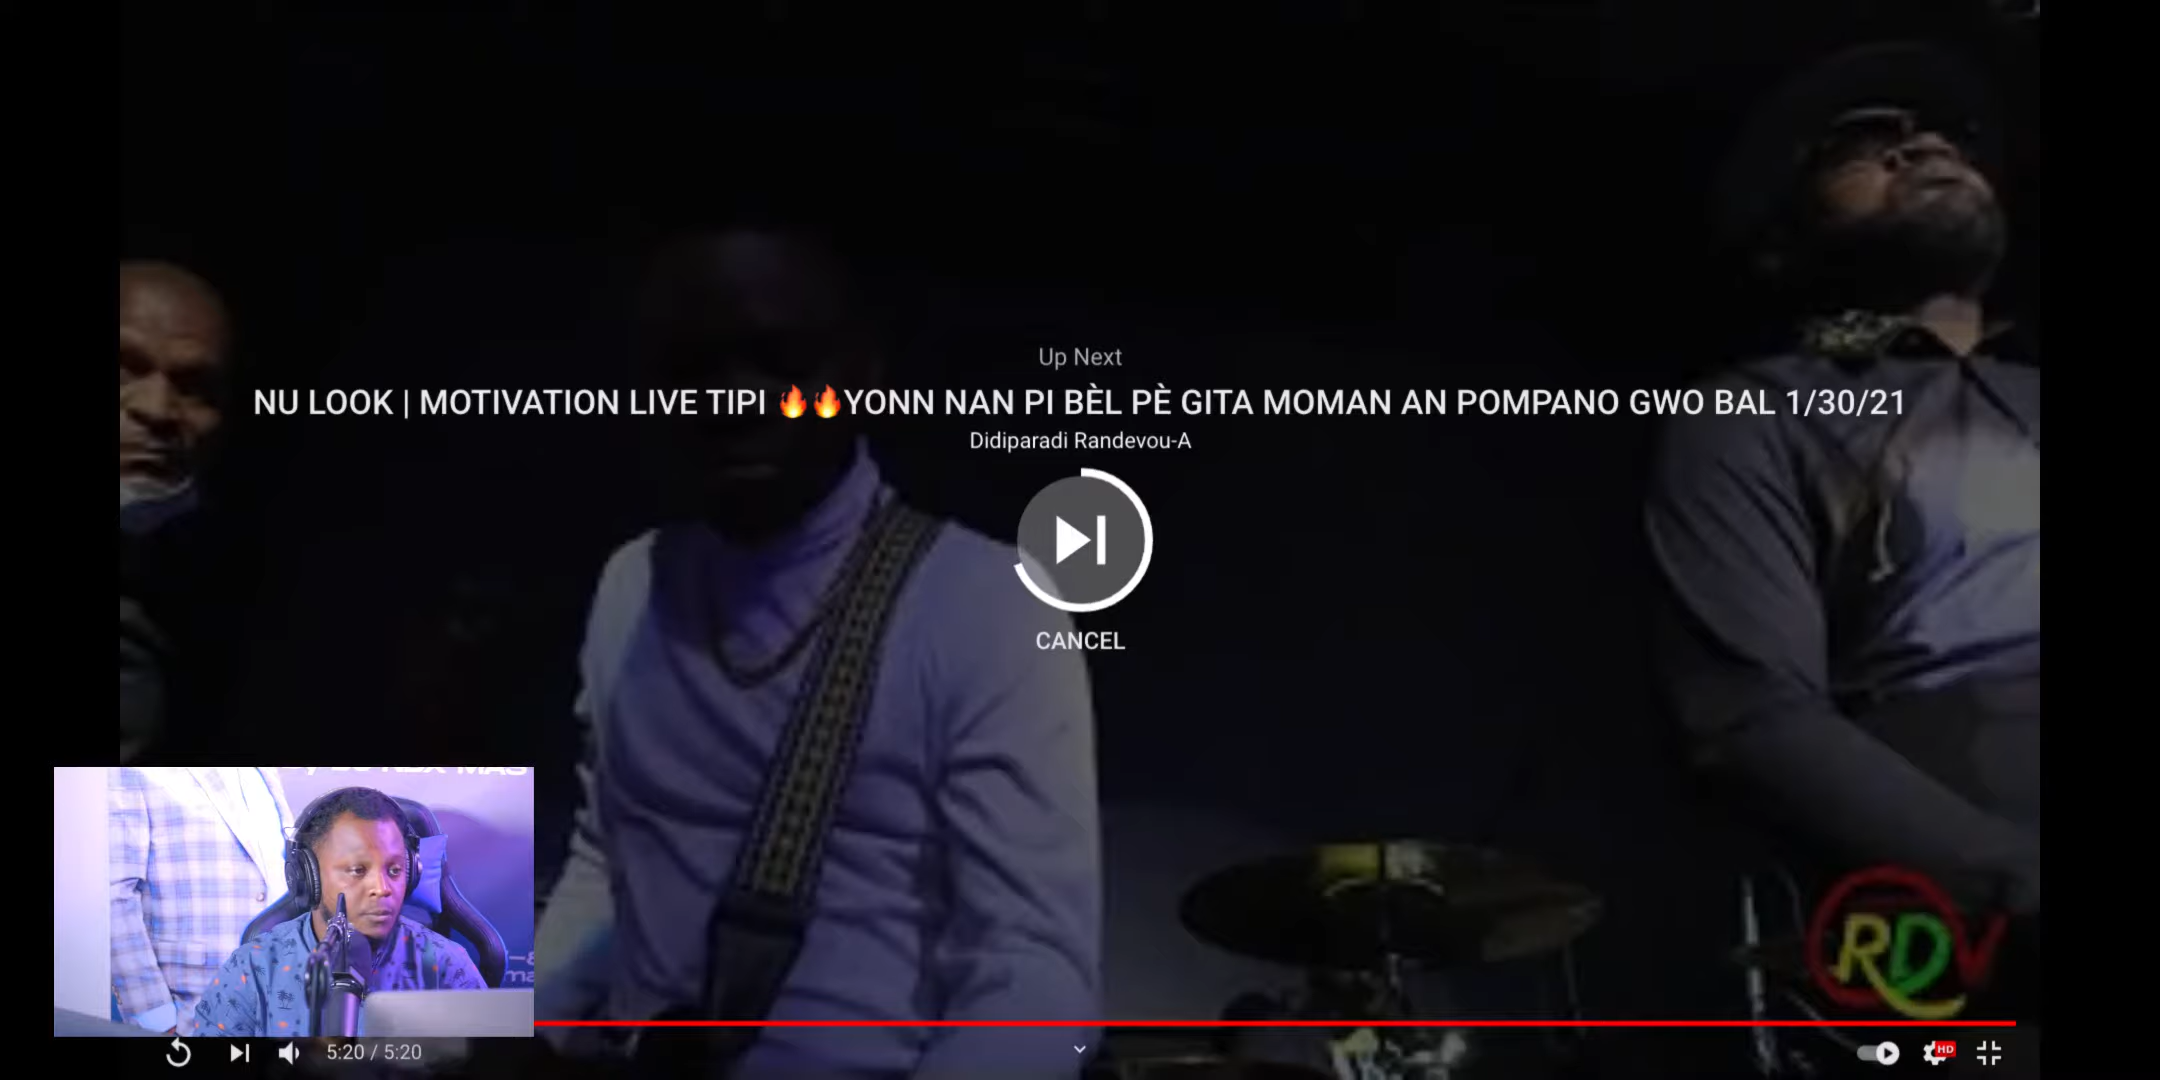 Up Next
NU LOOK | MOTIVATION LIVE TIPI 🔥🔥YONN NAN PI BÈL PÈ GITA MOMAN AN POMPANO GWO BAL 1/30/21
Didiparadi Randevou-A
CANCEL
RDV
5:20 / 5:20
HD